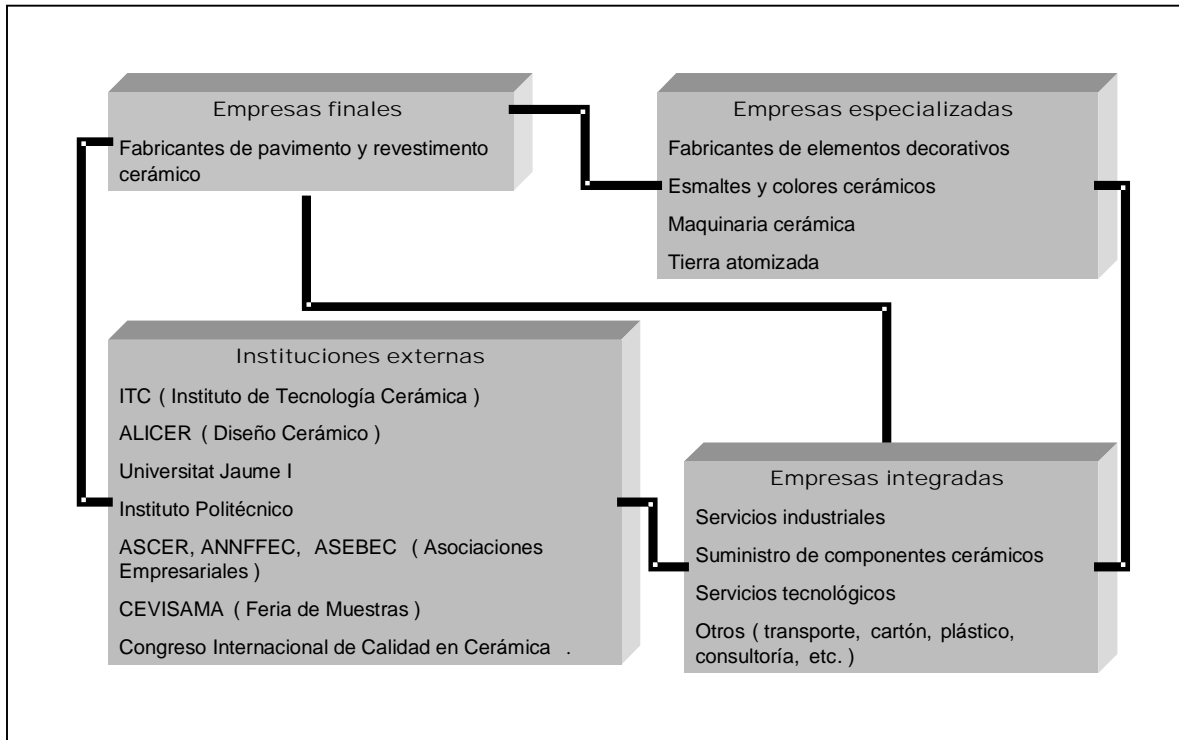 Empresas finales
Fabricantes de pavimento y revestimento
cerámico
Empresas especializadas
Fabricantes de elementos decorativos
Esmaltes y colores cerámicos
Maquinaria cerámica
Tierra atomizada
Instituciones externas
ITC ( Instituto de Tecnología Cerámica )
ALICER ( Diseño Cerámico )
Universitat Jaume I
Instituto Politécnico
ASCER, ANNFFEC, ASEBEC ( Asociaciones
Empresariales )
CEVISAMA ( Feria de Muestras )
Congreso Internacional de Calidad en Cerámica .
Empresas integradas
Servicios industriales
Suministro de componentes cerámicos
Servicios tecnológicos
Otros ( transporte, cartón, plástico,
consultoría, etc. )